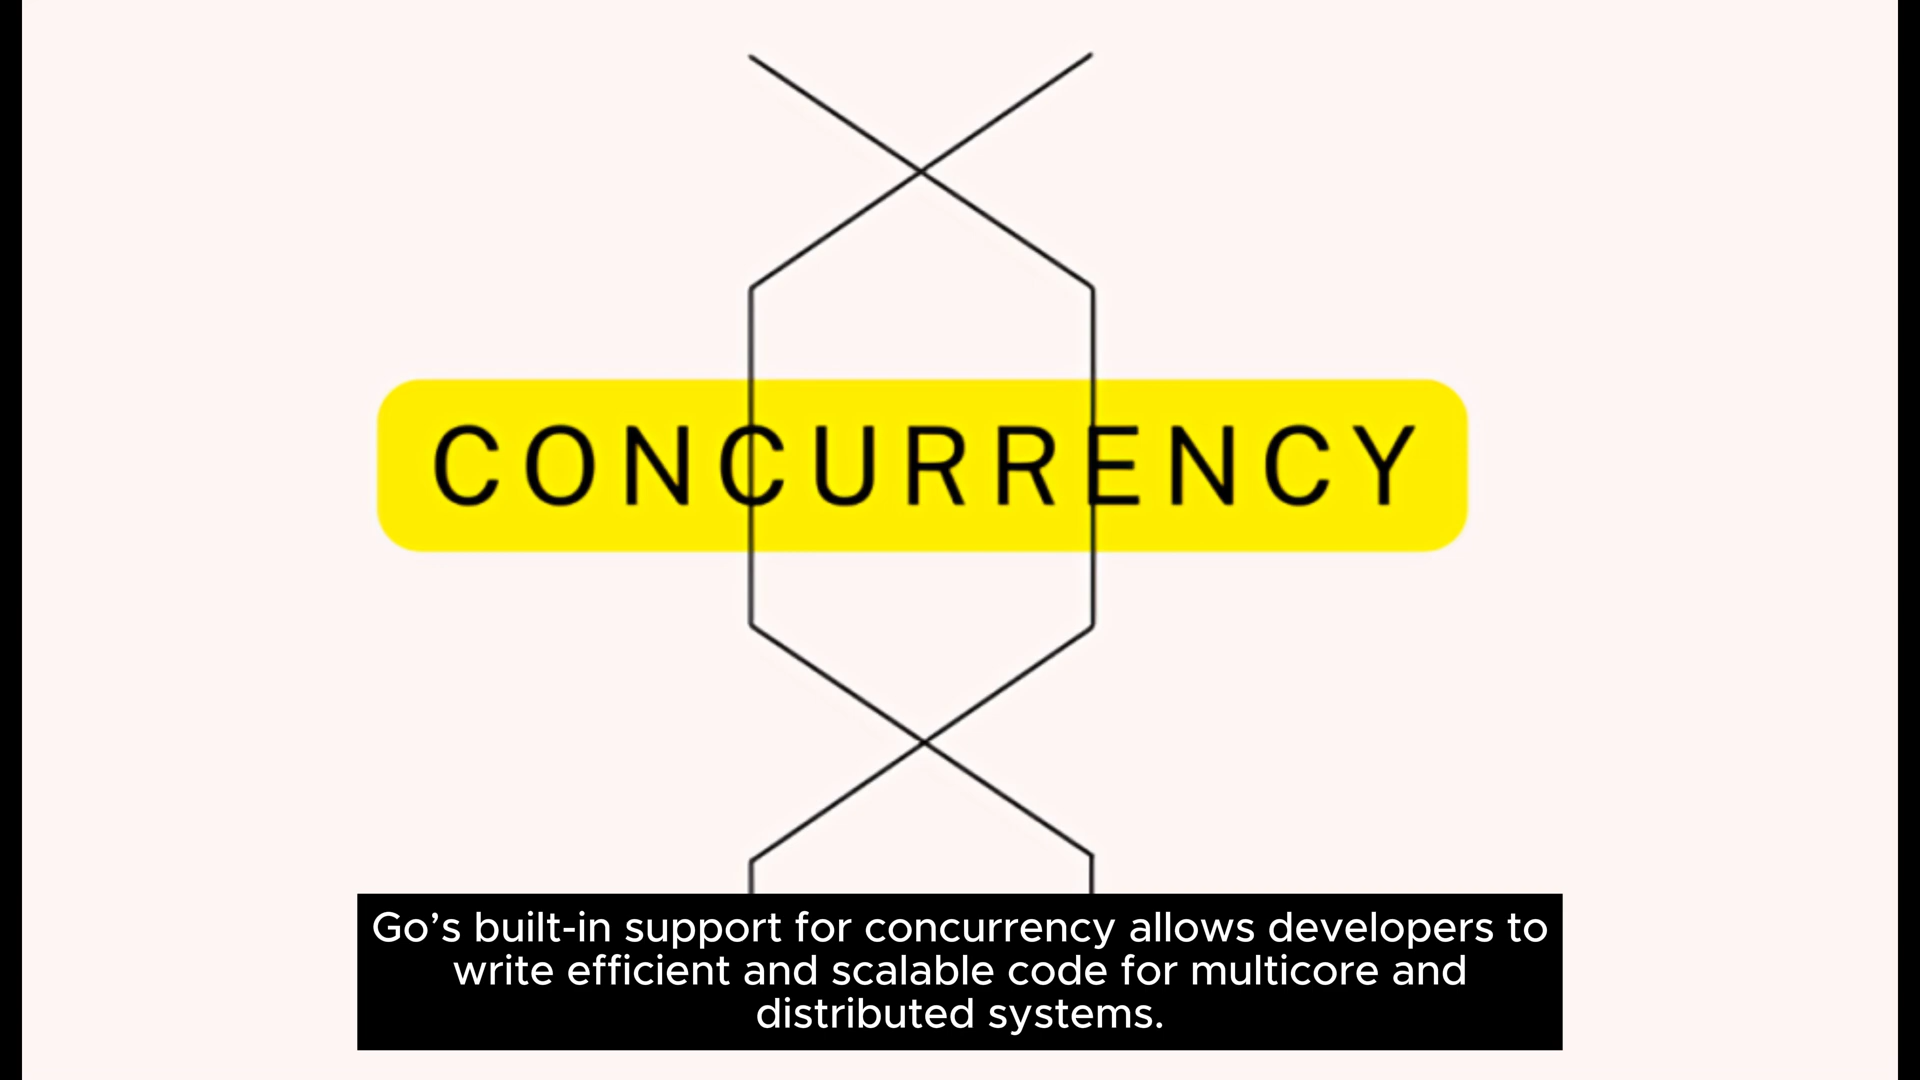 CONCURRENCY
Go’s built-in support for concurrency allows developers to
write efficient and scalable code for multicore and
distributed systems.